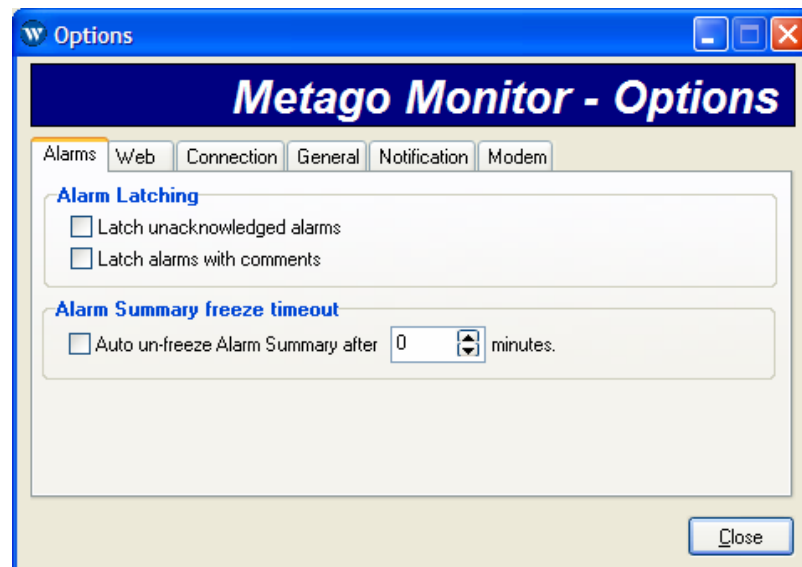 W Options
Metago Monitor - Options
Alarms Web Connection General Notification Modem
Alarm Latching
Latch unacknowledged alarms
Latch alarms with comments
Alarm Summary freeze timeout
Auto un-freeze Alarm Summary after 0 minutes.
Close